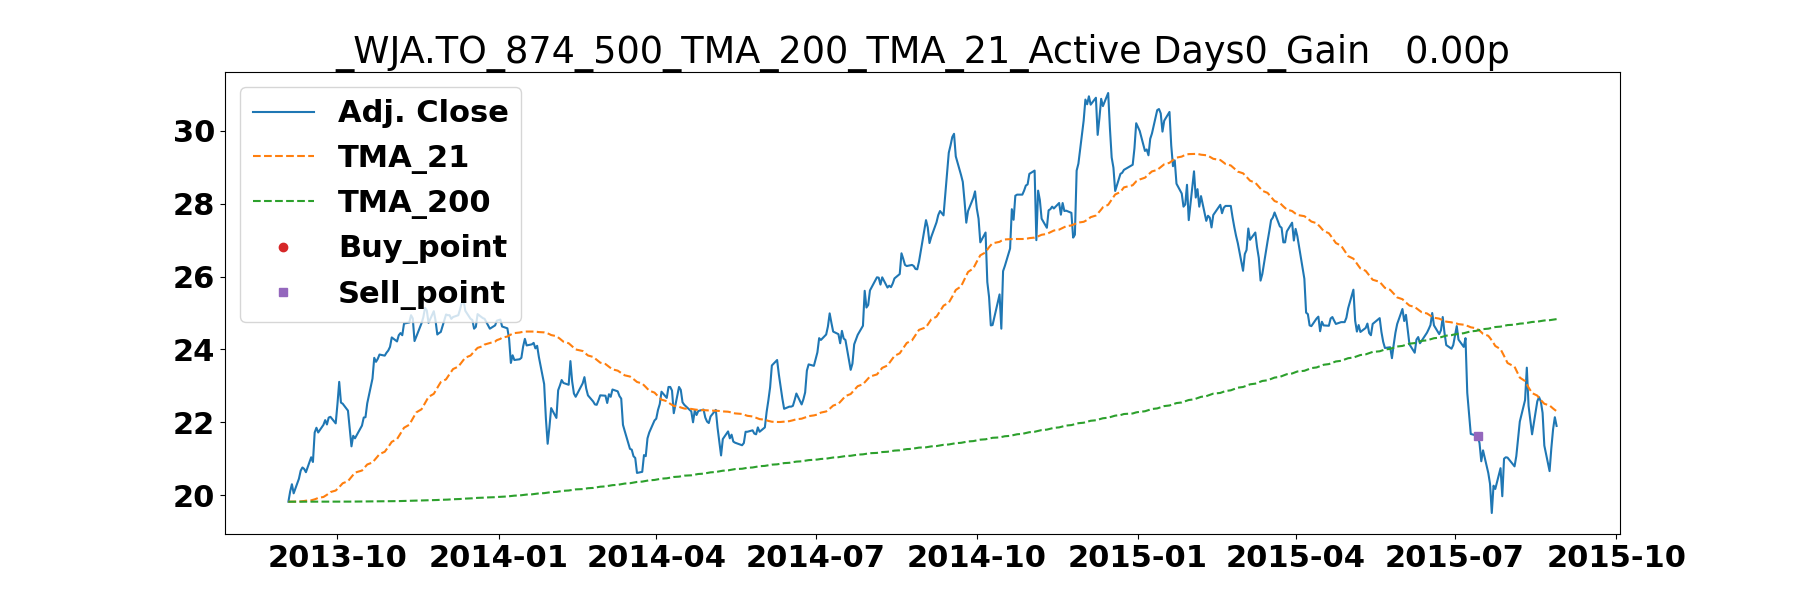 _WJA.TO_874_500_TMA_200_TMA_21_Active Days0_Gain   0.00p
Adj. Close
TMA_21
TMA_200
Buy_point
Sell_point
30
28
26
24
22
20
2013-10 2014-01 2014-04 2014-07 2014-10 2015-01 2015-04 2015-07 2015-10